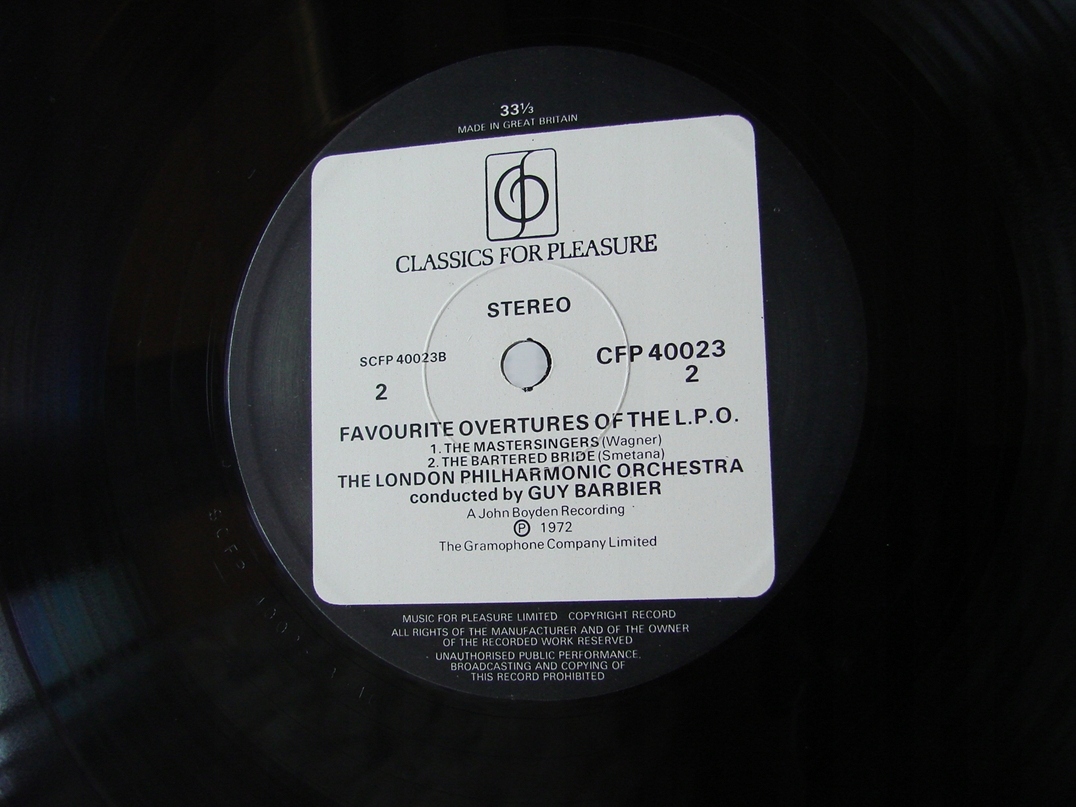 33⅓
MADE IN GREAT BRITAIN
CLASSICS FOR PLEASURE
STEREO
SCFP 40023B
2
CFP 40023
2
FAVOURITE OVERTURES OF THE L.P.O.
1. THE MASTERSINGERS (Wagner)
2. THE BARTERED BRIDE (Smetana)
THE LONDON PHILHARMONIC ORCHESTRA
conducted by GUY BARBIER
A John Boyden Recording
Ⓟ 1972
The Gramophone Company Limited
MUSIC FOR PLEASURE LIMITED COPYRIGHT RECORD
ALL RIGHTS OF THE MANUFACTURER AND OF THE OWNER
OF THE RECORDED WORK RESERVED
UNAUTHORISED PUBLIC PERFORMANCE,
BROADCASTING AND COPYING OF
THIS RECORD PROHIBITED